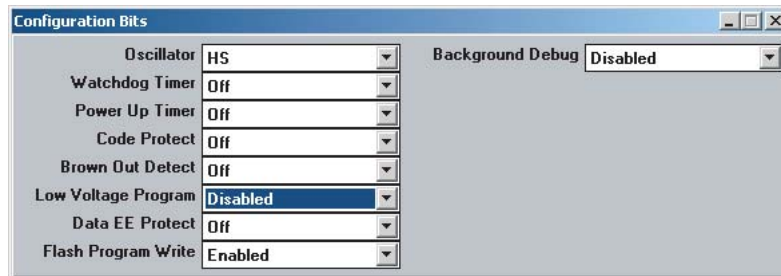 Configuration Bits
Oscillator HS Background Debug Disabled
Watchdog Timer Off
Power Up Timer Off
Code Protect Off
Brown Out Detect Off
Low Voltage Program Disabled
Data EE Protect Off
Flash Program Write Enabled